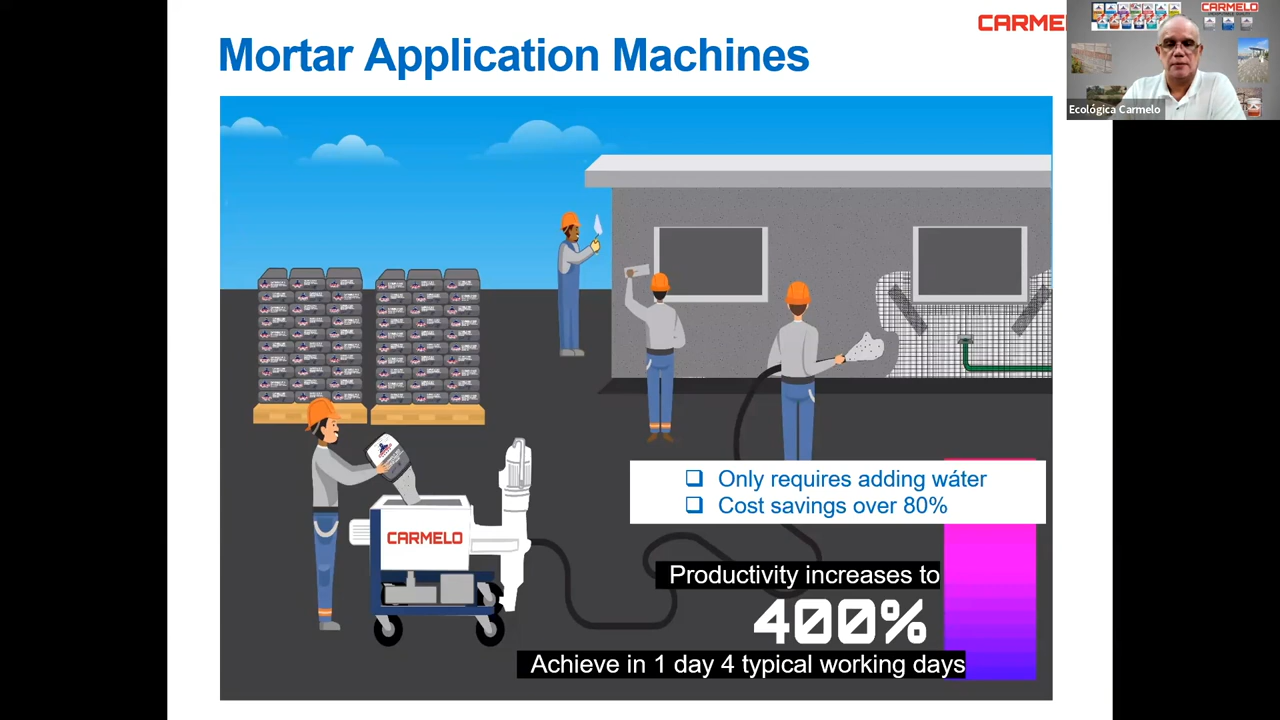 CARME
CARMELO
Mortar Application Machines
Ecológica Carmelo
CARMELO
❑ Only requires adding wáter
❑ Cost savings over 80%
Productivity increases to
400%
Achieve in 1 day 4 typical working days